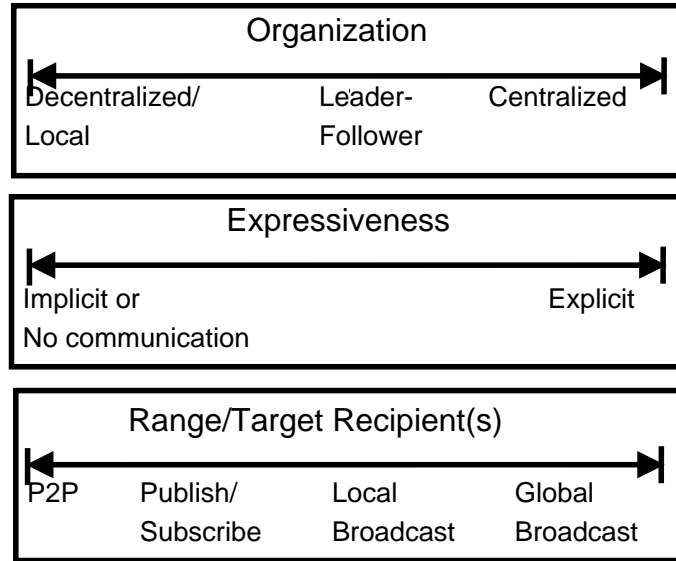 Organization
Decentralized/ Leader- Centralized
Local Follower
Expressiveness
Implicit or Explicit
No communication
Range/Target Recipient(s)
P2P Publish/ Local Global
Subscribe Broadcast Broadcast